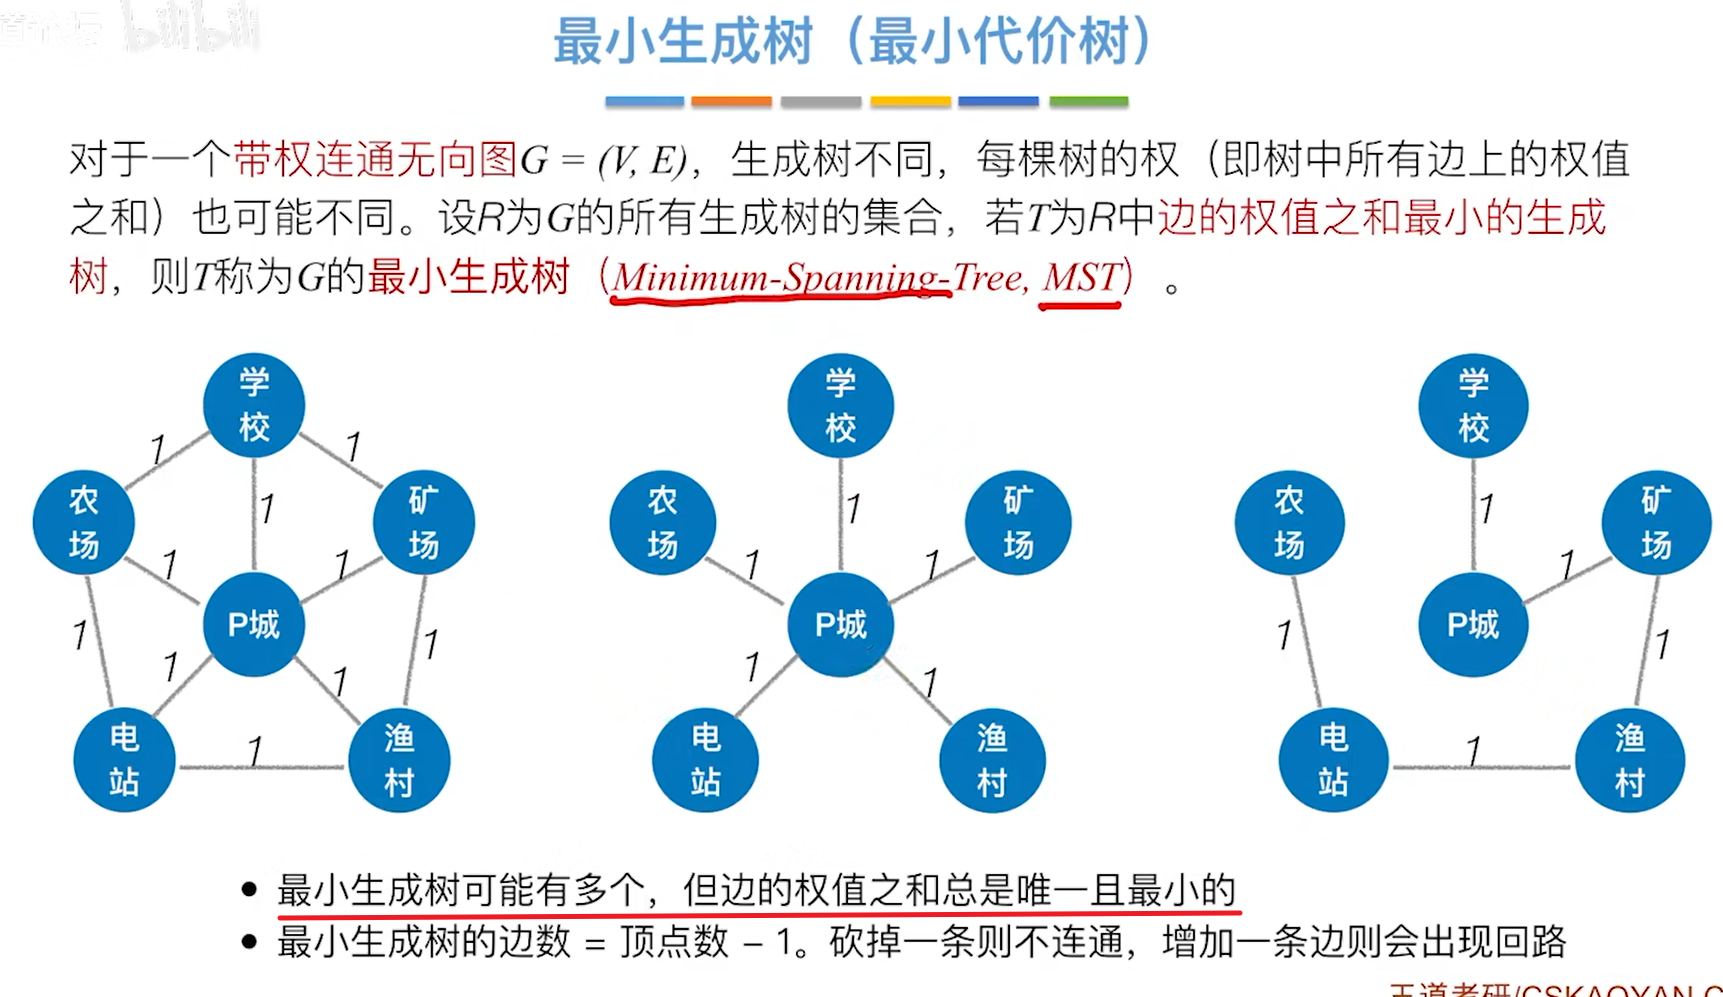 bilibili
最小生成树（最小代价树）
对于一个带权连通无向图G = (V, E)，生成树不同，每棵树的权（即树中所有边上的权值
之和）也可能不同。设R为G的所有生成树的集合，若T为R中边的权值之和最小的生成
树，则T称为G的最小生成树（Minimum-Spanning-Tree, MST）。
学校
1
1
农场
1
矿场
1
1
P城
1
1
1
1
电站
1
渔村
学校
农场
1
矿场
1
1
P城
1
1
电站
渔村
学校
农场
1
矿场
1
P城
1
1
电站
1
渔村
• 最小生成树可能有多个，但边的权值之和总是唯一且最小的
• 最小生成树的边数 = 顶点数 - 1。砍掉一条则不连通，增加一条边则会出现回路
王道考研/CSKAOYAN.C